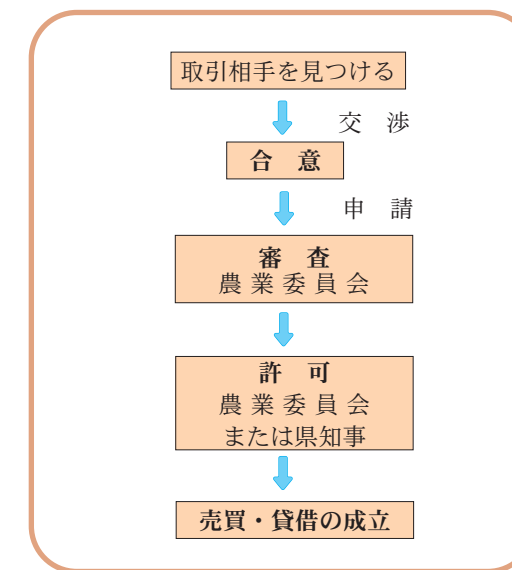 取引相手を見つける
交　渉
合　意
申　請
審　査
農業委員会
許　可
農業委員会
または県知事
売買・貸借の成立